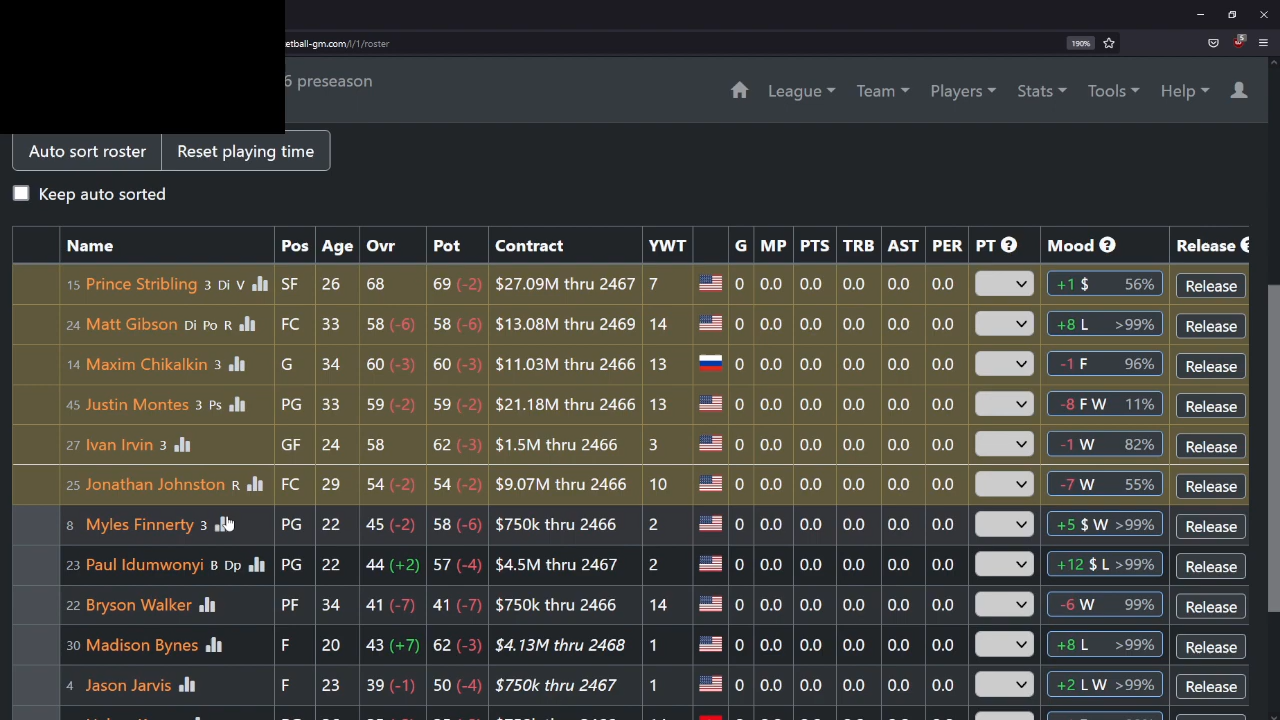 etball-gm.com/l/1/roster 190% 5
6 preseason League Team Players Stats Tools Help
Auto sort roster Reset playing time
Keep auto sorted
Name Pos Age Ovr Pot Contract YWT G MP PTS TRB AST PER PT ? Mood ? Release
15 Prince Stribling 3 Di V SF 26 68 69 (-2) $27.09M thru 2467 7 0 0.0 0.0 0.0 0.0 0.0 +1 $ 56% Release
24 Matt Gibson Di Po R FC 33 58 (-6) 58 (-6) $13.08M thru 2469 14 0 0.0 0.0 0.0 0.0 0.0 +8 L >99% Release
14 Maxim Chikalkin 3 G 34 60 (-3) 60 (-3) $11.03M thru 2466 13 0 0.0 0.0 0.0 0.0 0.0 -1 F 96% Release
45 Justin Montes 3 Ps PG 33 59 (-2) 59 (-2) $21.18M thru 2466 13 0 0.0 0.0 0.0 0.0 0.0 -8 F W 11% Release
27 Ivan Irvin 3 GF 24 58 62 (-3) $1.5M thru 2466 3 0 0.0 0.0 0.0 0.0 0.0 -1 W 82% Release
25 Jonathan Johnston R FC 29 54 (-2) 54 (-2) $9.07M thru 2466 10 0 0.0 0.0 0.0 0.0 0.0 -7 W 55% Release
8 Myles Finnerty 3 PG 22 45 (-2) 58 (-6) $750k thru 2466 2 0 0.0 0.0 0.0 0.0 0.0 +5 $ W >99% Release
23 Paul Idumwonyi B Dp PG 22 44 (+2) 57 (-4) $4.5M thru 2467 2 0 0.0 0.0 0.0 0.0 0.0 +12 $ L >99% Release
22 Bryson Walker PF 34 41 (-7) 41 (-7) $750k thru 2466 14 0 0.0 0.0 0.0 0.0 0.0 -6 W 99% Release
30 Madison Bynes F 20 43 (+7) 62 (-3) $4.13M thru 2468 1 0 0.0 0.0 0.0 0.0 0.0 +8 L >99% Release
4 Jason Jarvis F 23 39 (-1) 50 (-4) $750k thru 2467 1 0 0.0 0.0 0.0 0.0 0.0 +2 L W >99% Release